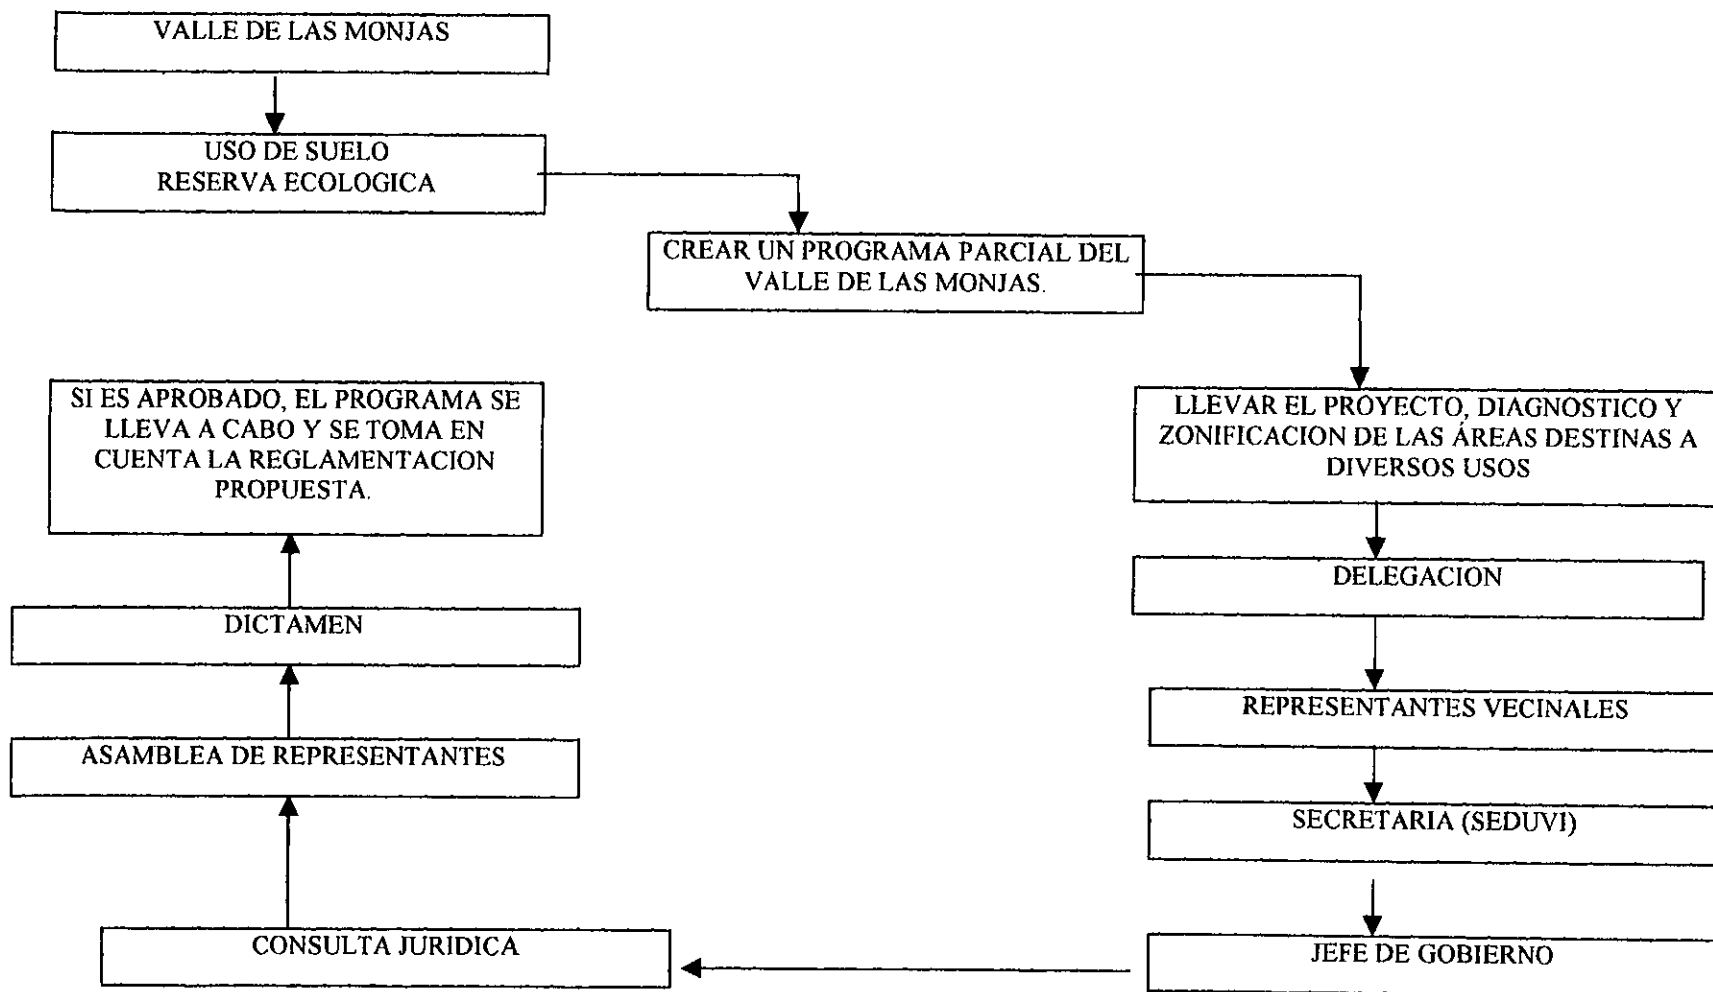 VALLE DE LAS MONJAS
USO DE SUELO
RESERVA ECOLOGICA
CREAR UN PROGRAMA PARCIAL DEL
VALLE DE LAS MONJAS.
LLEVAR EL PROYECTO, DIAGNOSTICO Y
ZONIFICACION DE LAS ÁREAS DESTINAS A
DIVERSOS USOS
DELEGACION
REPRESENTANTES VECINALES
SECRETARIA (SEDUVI)
JEFE DE GOBIERNO
CONSULTA JURIDICA
ASAMBLEA DE REPRESENTANTES
DICTAMEN
SI ES APROBADO, EL PROGRAMA SE
LLEVA A CABO Y SE TOMA EN
CUENTA LA REGLAMENTACION
PROPUESTA.